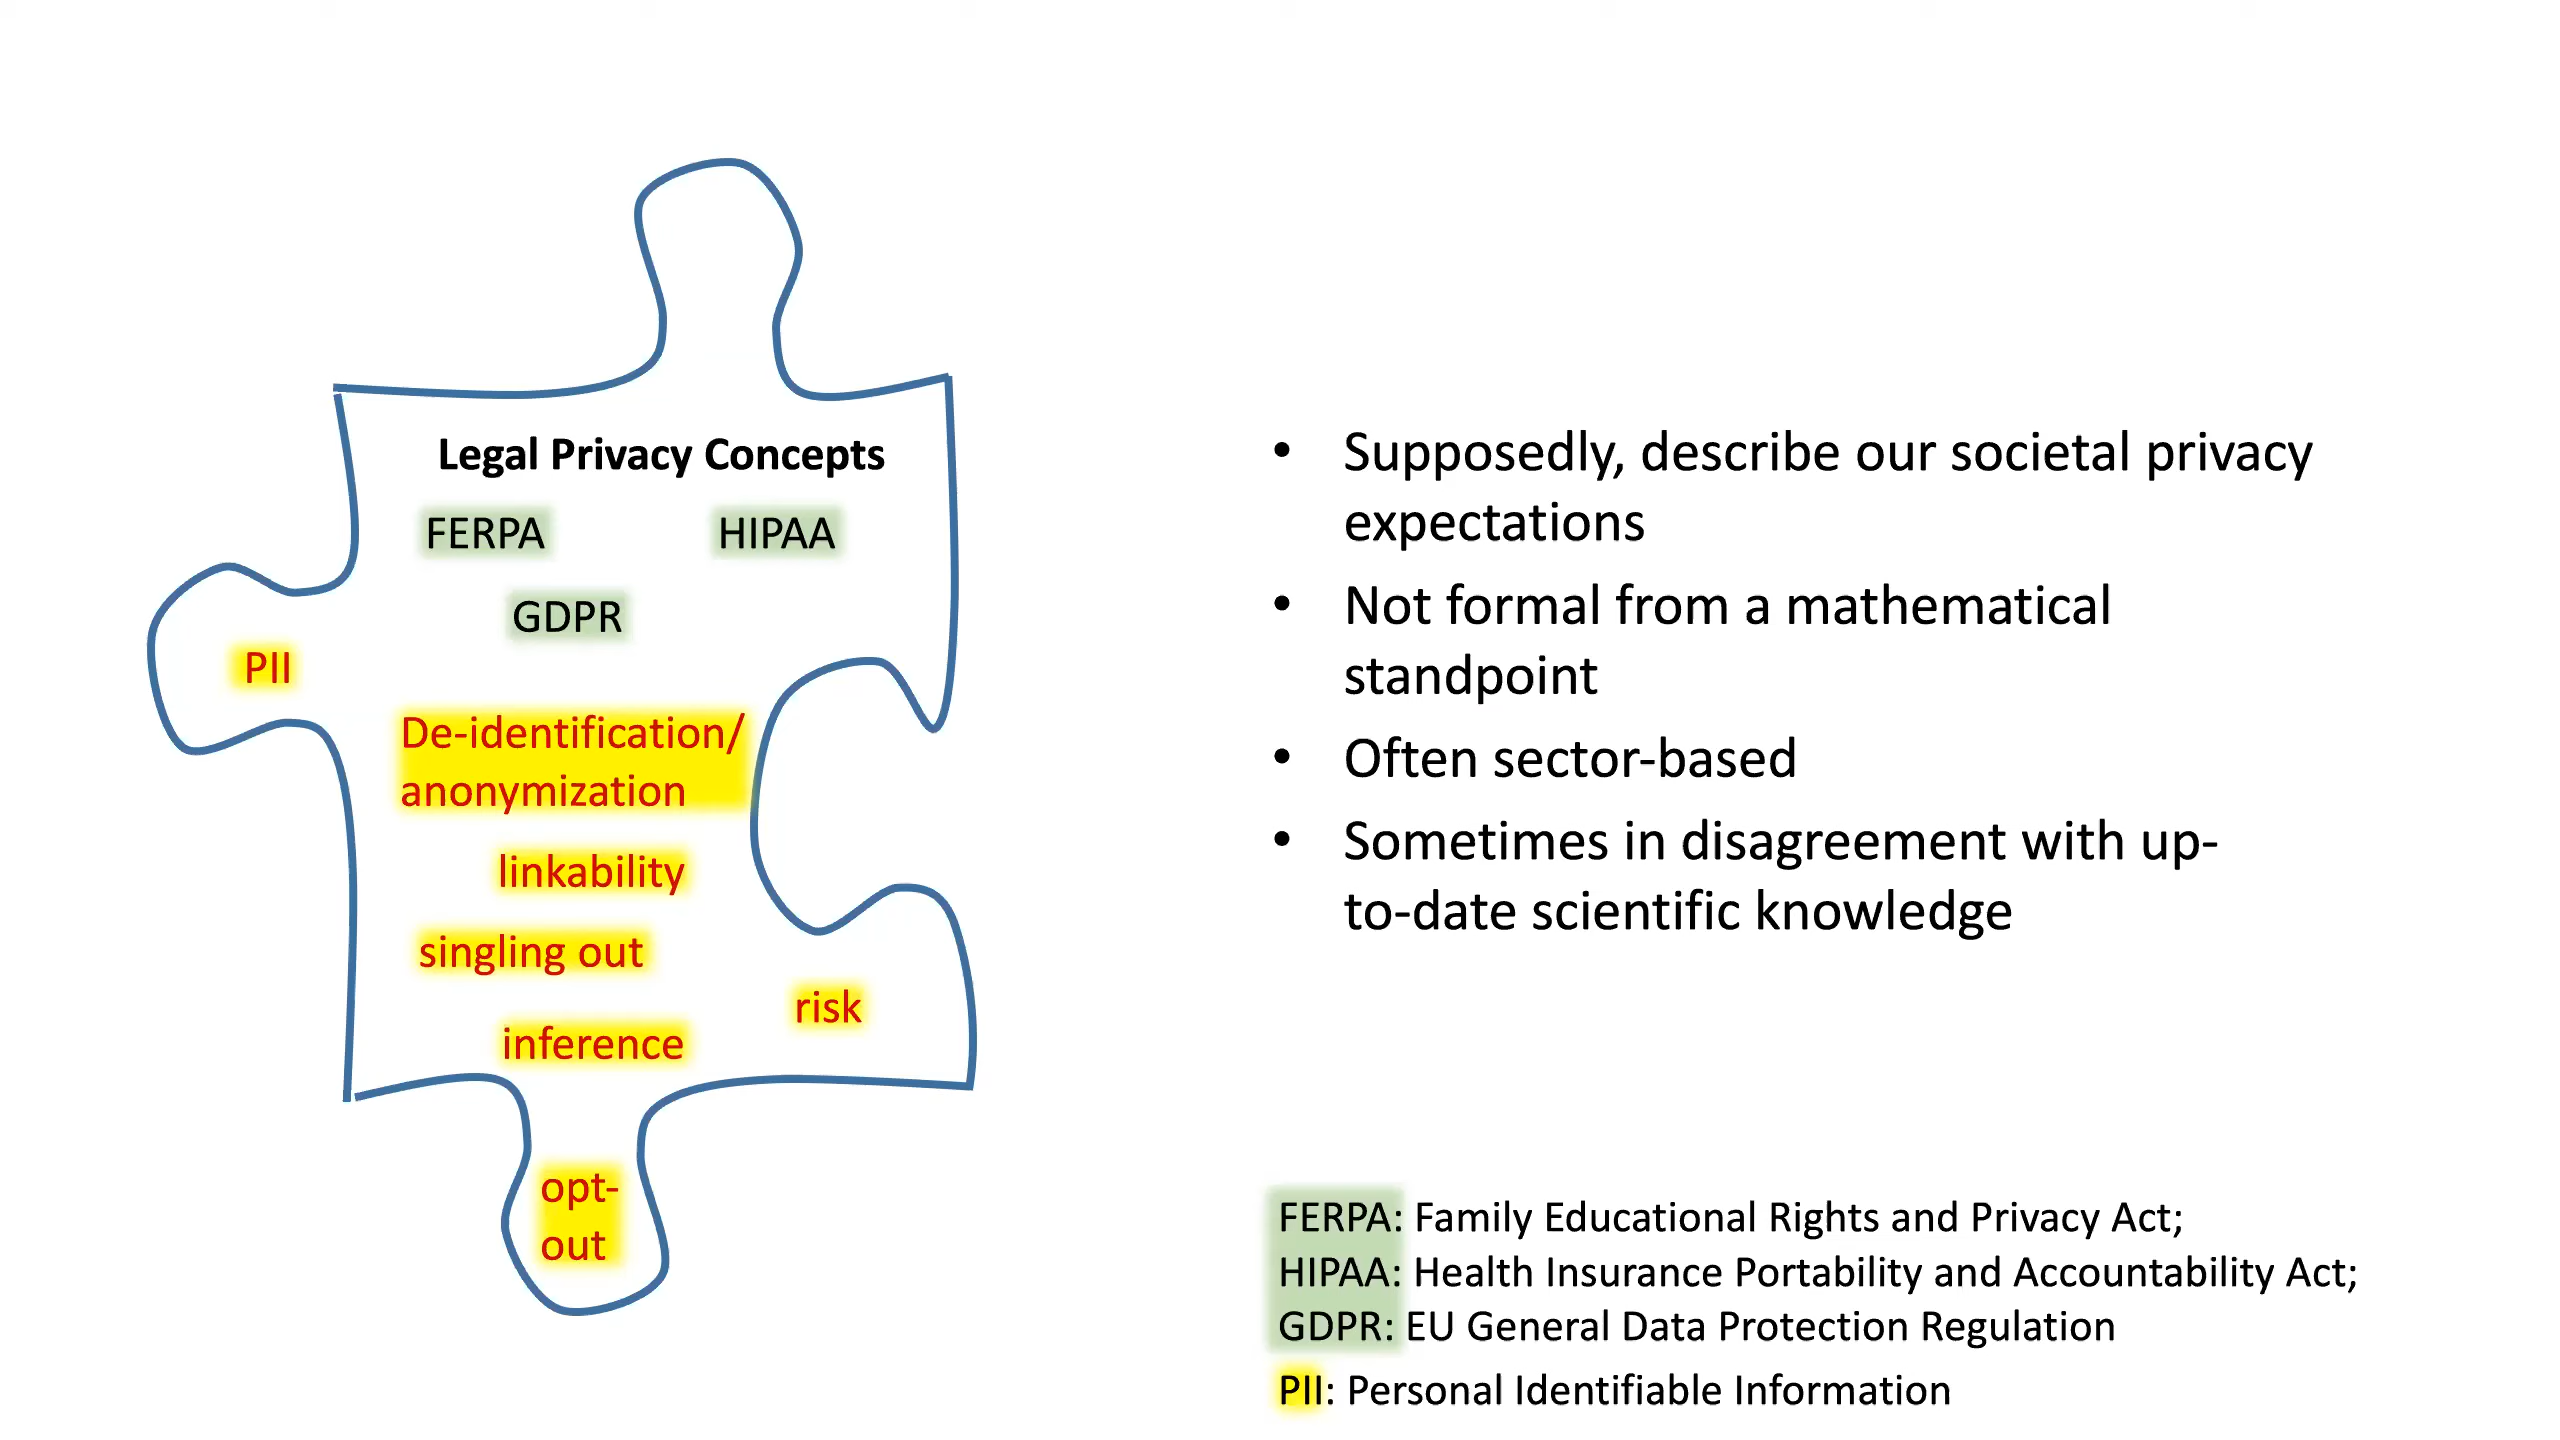 Legal Privacy Concepts
FERPA HIPAA
GDPR
PII
De-identification/
anonymization
linkability
singling out
risk
inference
opt-
out
• Supposedly, describe our societal privacy
expectations
• Not formal from a mathematical
standpoint
• Often sector-based
• Sometimes in disagreement with up-
to-date scientific knowledge
FERPA: Family Educational Rights and Privacy Act;
HIPAA: Health Insurance Portability and Accountability Act;
GDPR: EU General Data Protection Regulation
PII: Personal Identifiable Information